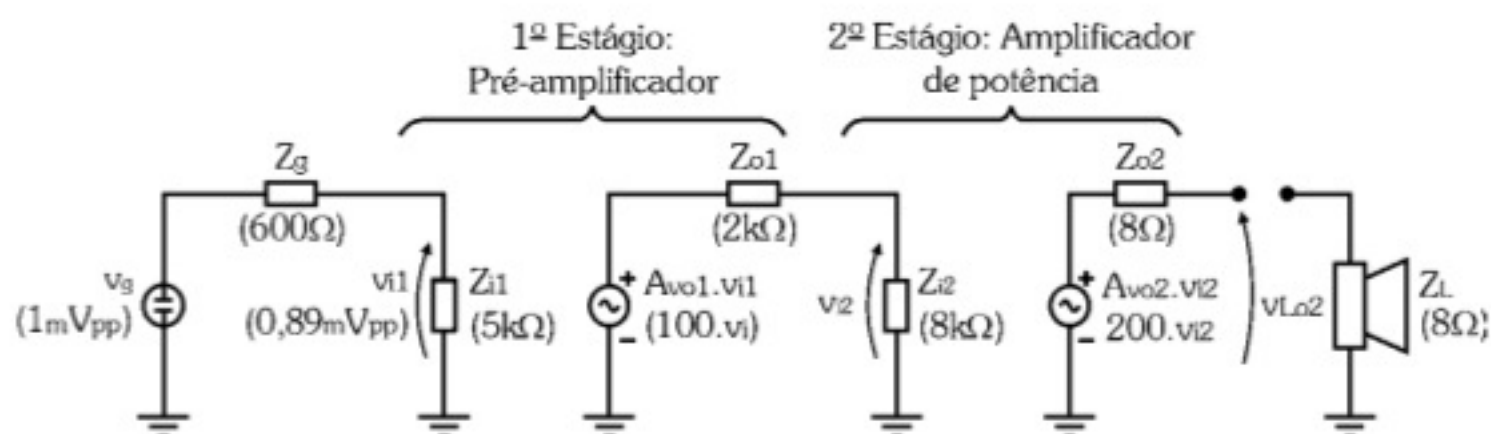 1º Estágio:
Pré-amplificador
2º Estágio: Amplificador
de potência
Zg
(600Ω)
vg
(1mVpp)
vi1
(0,89mVpp)
Zi1
(5kΩ)
Zo1
(2kΩ)
+
Avo1.vi1
(100.vi)
-
vi2
Zi2
(8kΩ)
Zo2
(8Ω)
+
Avo2.vi2
200.vi2
-
vLo2
ZL
(8Ω)